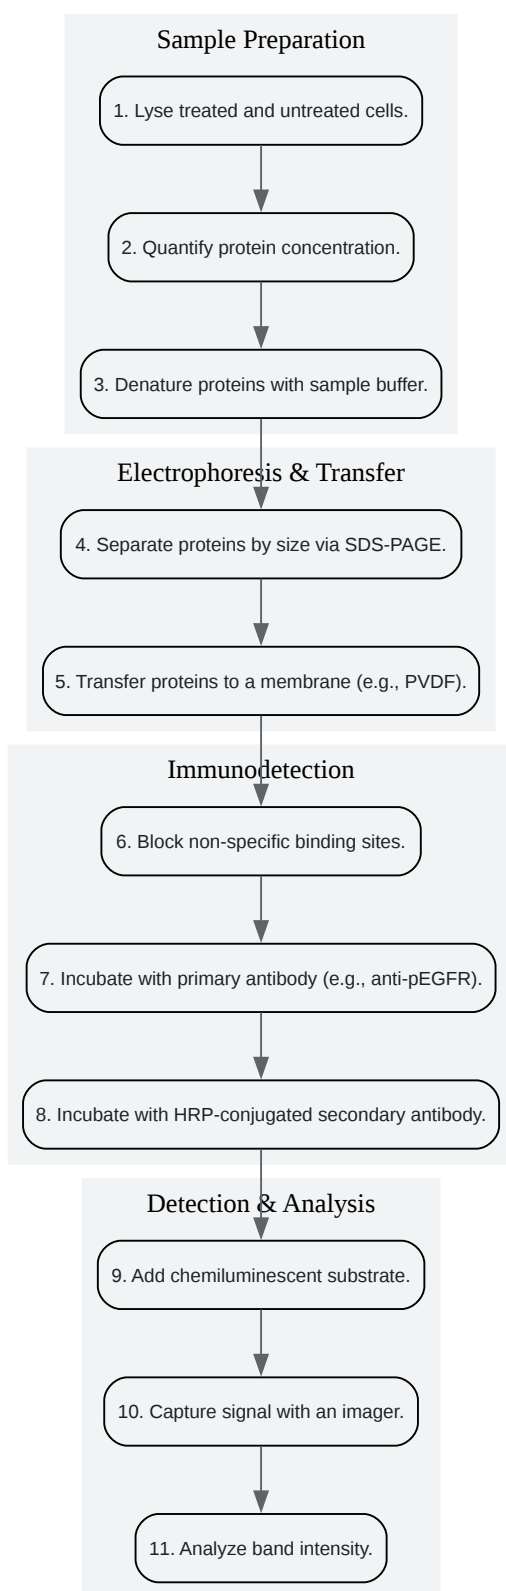 Sample Preparation
1. Lyse treated and untreated cells.
2. Quantify protein concentration.
3. Denature proteins with sample buffer.
Electrophoresis & Transfer
4. Separate proteins by size via SDS-PAGE.
5. Transfer proteins to a membrane (e.g., PVDF).
Immunodetection
6. Block non-specific binding sites.
7. Incubate with primary antibody (e.g., anti-pEGFR).
8. Incubate with HRP-conjugated secondary antibody.
Detection & Analysis
9. Add chemiluminescent substrate.
10. Capture signal with an imager.
11. Analyze band intensity.